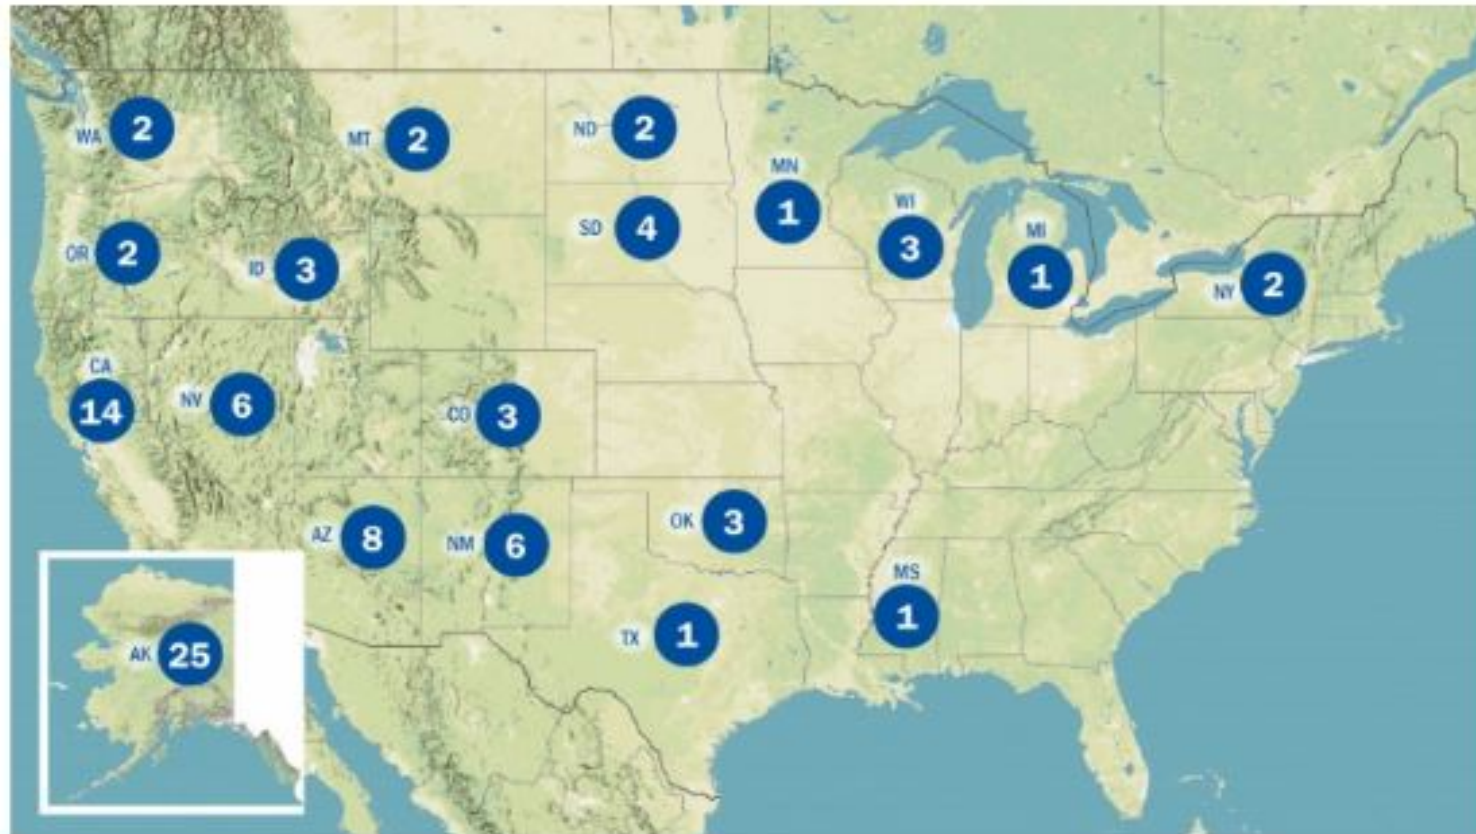 WA 2
MT 2
ND 2
MN
1
SD 4
WI
3
MI
1
OR 2
ID 3
NY 2
CA
14
NV 6
CO 3
AZ 8
NM 6
OK 3
MS
1
TX 1
AK 25